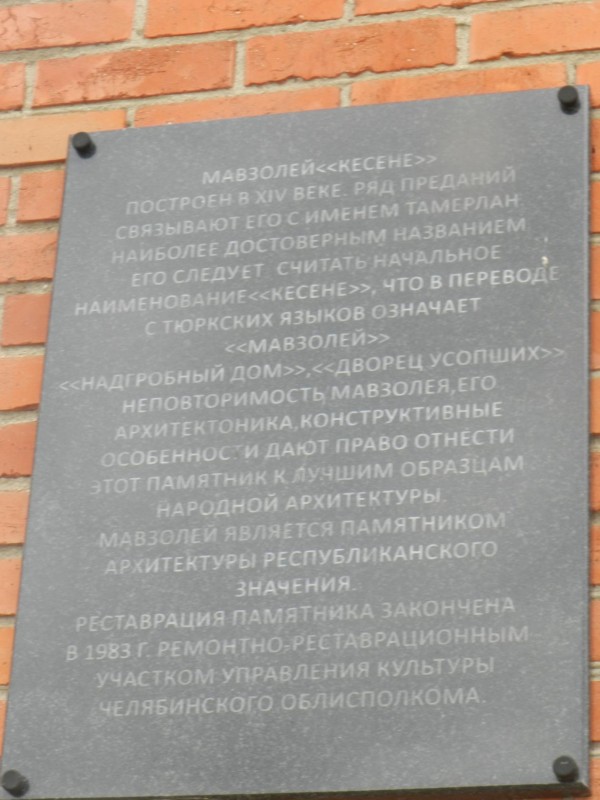 МАВЗОЛЕЙ<<КЕСЕНЕ>>
ПОСТРОЕН В XIV ВЕКЕ. РЯД ПРЕДАНИЙ
СВЯЗЫВАЮТ ЕГО С ИМЕНЕМ ТАМЕРЛАН
НАИБОЛЕЕ ДОСТОВЕРНЫМ НАЗВАНИЕМ
ЕГО СЛЕДУЕТ СЧИТАТЬ НАЧАЛЬНОЕ
НАИМЕНОВАНИЕ<<КЕСЕНЕ>>, ЧТО В ПЕРЕВОДЕ
С ТЮРКСКИХ ЯЗЫКОВ ОЗНАЧАЕТ
<<МАВЗОЛЕЙ>>
<<НАДГРОБНЫЙ ДОМ>>,<<ДВОРЕЦ УСОПШИХ>>
НЕПОВТОРИМОСТЬ МАВЗОЛЕЯ,ЕГО
АРХИТЕКТОНИКА,КОНСТРУКТИВНЫЕ
ОСОБЕННОСТИ ДАЮТ ПРАВО ОТНЕСТИ
ЭТОТ ПАМЯТНИК К ЛУЧШИМ ОБРАЗЦАМ
НАРОДНОЙ АРХИТЕКТУРЫ.
МАВЗОЛЕЙ ЯВЛЯЕТСЯ ПАМЯТНИКОМ
АРХИТЕКТУРЫ РЕСПУБЛИКАНСКОГО
ЗНАЧЕНИЯ.
РЕСТАВРАЦИЯ ПАМЯТНИКА ЗАКОНЧЕНА
В 1983 Г. РЕМОНТНО-РЕСТАВРАЦИОННЫМ
УЧАСТКОМ УПРАВЛЕНИЯ КУЛЬТУРЫ
ЧЕЛЯБИНСКОГО ОБЛИСПОЛКОМА.